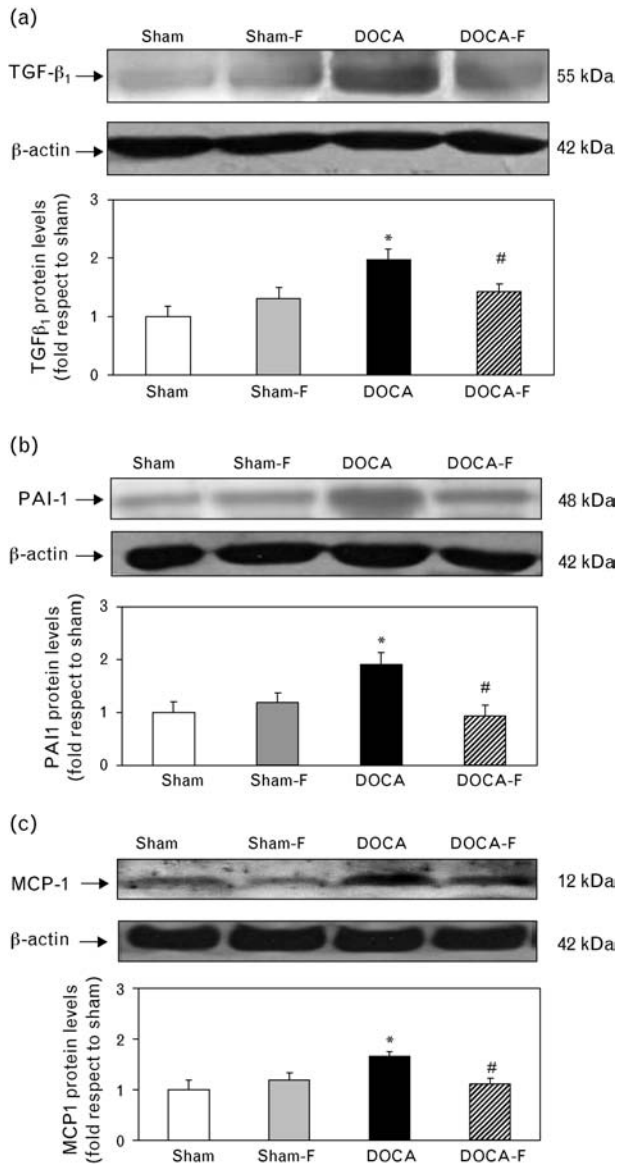 (a)
Sham Sham-F DOCA DOCA-F
TGF-β₁ 55 kDa
β-actin 42 kDa
3
2
1
0
* #
TGFβ₁ protein levels
(fold respect to sham)
Sham Sham-F DOCA DOCA-F
(b)
Sham Sham-F DOCA DOCA-F
PAI-1 48 kDa
β-actin 42 kDa
3
2
1
0
* #
PAI1 protein levels
(fold respect to sham)
Sham Sham-F DOCA DOCA-F
(c)
Sham Sham-F DOCA DOCA-F
MCP-1 12 kDa
β-actin 42 kDa
3
2
1
0
* #
MCP1 protein levels
(fold respect to sham)
Sham Sham-F DOCA DOCA-F